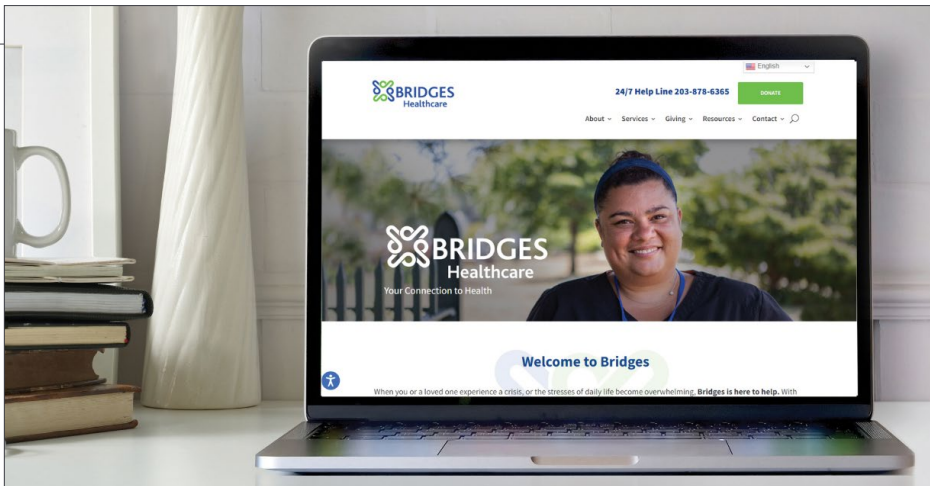 English
BRIDGES
Healthcare
24/7 Help Line 203-878-6365
DONATE
About
Services
Giving
Resources
Contact
BRIDGES
Healthcare
Your Connection to Health
Welcome to Bridges
When you or a loved one experience a crisis, or the stresses of daily life become overwhelming, Bridges is here to help. With